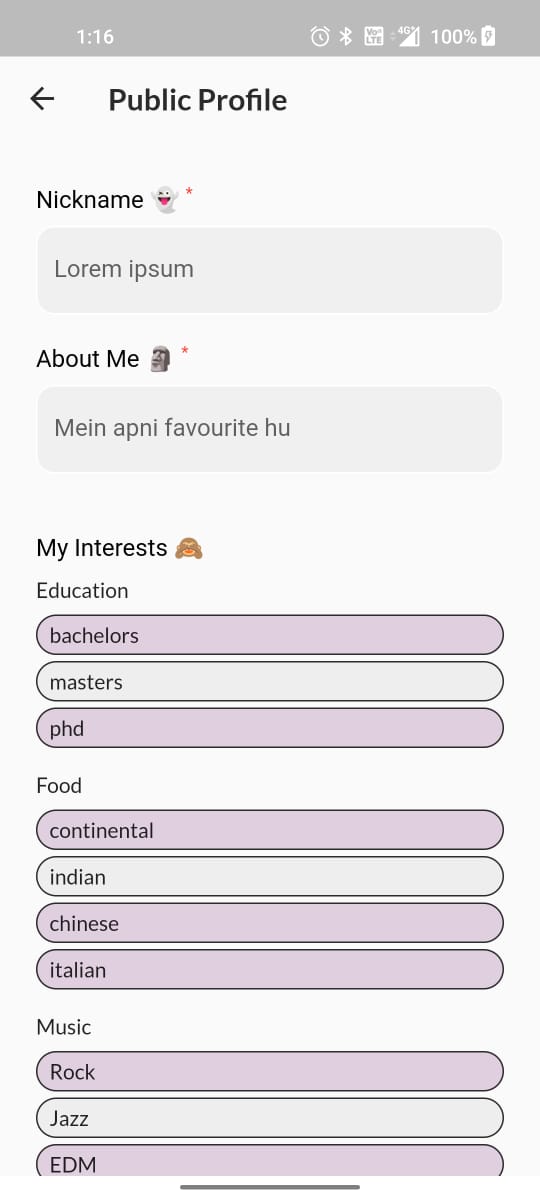 1:16
Vo»
LTE
4G
100%
Public Profile
Nickname 👻 *
Lorem ipsum
About Me 🗿 *
Mein apni favourite hu
My Interests 🙈
Education
bachelors
masters
phd
Food
continental
indian
chinese
italian
Music
Rock
Jazz
EDM